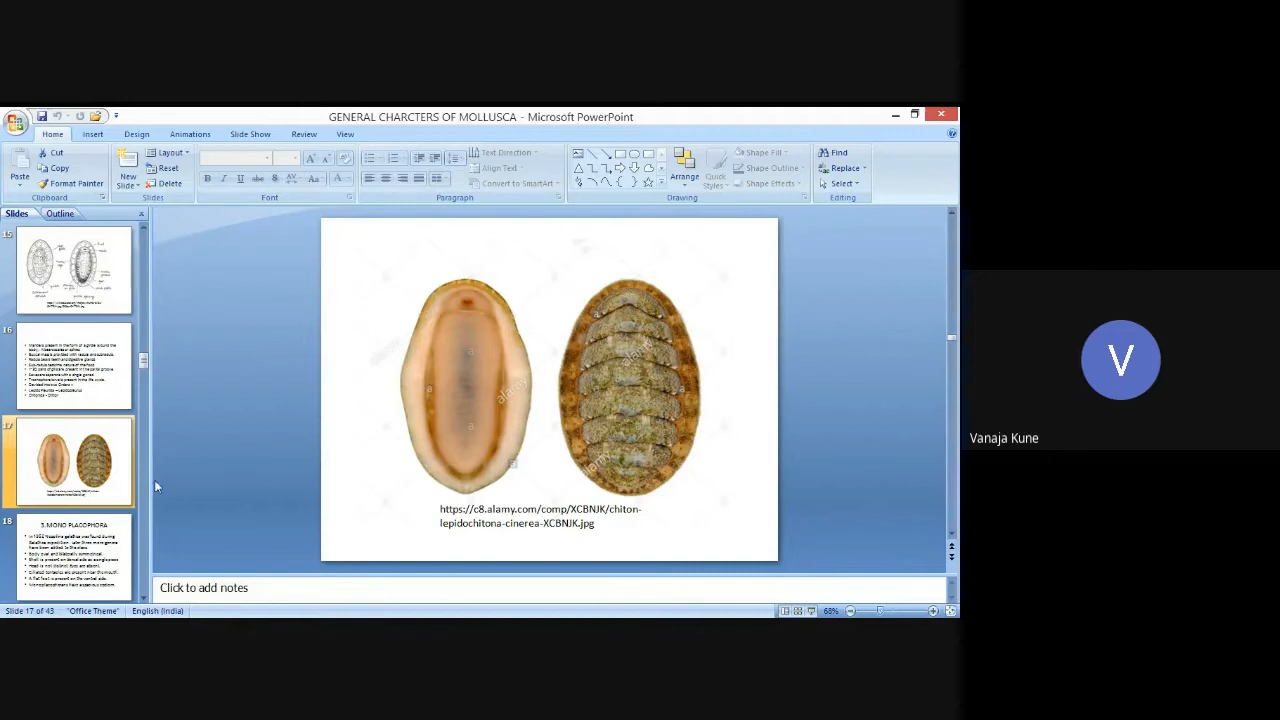 GENERAL CHARCTERS OF MOLLUSCA - Microsoft PowerPoint
Home Insert Design Animations Slide Show Review View
Cut
Copy
Format Painter
Paste
Clipboard
New
Slide
Layout
Reset
Delete
Slides
Font
Text Direction
Align Text
Convert to SmartArt
Paragraph
Arrange
Quick
Styles
Shape Fill
Shape Outline
Shape Effects
Drawing
Find
Replace
Select
Editing
Slides Outline
15
16
17
18
3.MONO PLACOPHORA
alamy
a
https://c8.alamy.com/comp/XCBNJK/chiton-
lepidochitona-cinerea-XCBNJK.jpg
Click to add notes
Slide 17 of 43 "Office Theme" English (India) 68%
V
Vanaja Kune